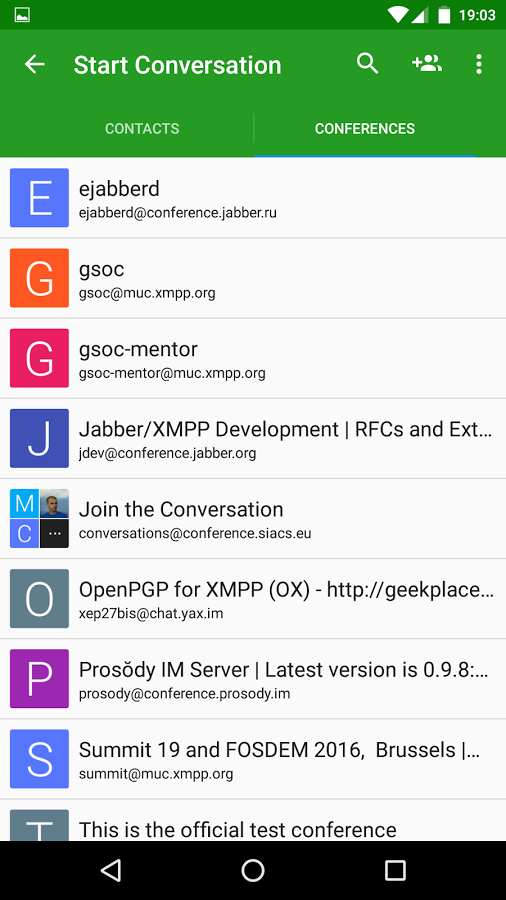 19:03
Start Conversation
CONTACTS
CONFERENCES
E
ejabberd
ejabberd@conference.jabber.ru
G
gsoc
gsoc@muc.xmpp.org
G
gsoc-mentor
gsoc-mentor@muc.xmpp.org
J
Jabber/XMPP Development | RFCs and Ext...
jdev@conference.jabber.org
M
C
...
Join the Conversation
conversations@conference.siacs.eu
O
OpenPGP for XMPP (OX) - http://geekplace...
xep27bis@chat.yax.im
P
Prosŏdy IM Server | Latest version is 0.9.8:...
prosody@conference.prosody.im
S
Summit 19 and FOSDEM 2016,  Brussels |...
summit@muc.xmpp.org
T
This is the official test conference